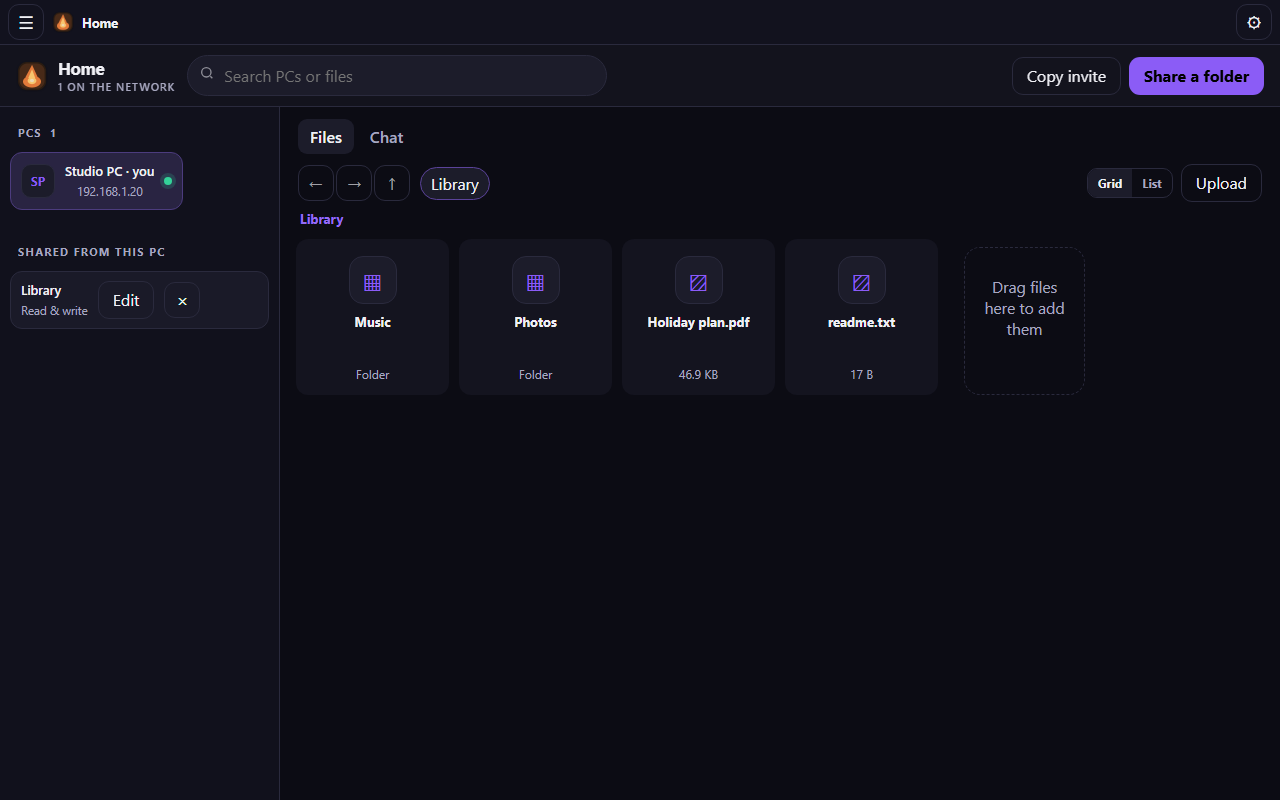 Home
Home
1 ON THE NETWORK
Search PCs or files
Copy invite
Share a folder
PCS 1
SP
Studio PC · you
192.168.1.20
SHARED FROM THIS PC
Library
Read & write
Edit
×
Files
Chat
← → ↑
Library
Grid
List
Upload
Library
Music
Folder
Photos
Folder
Holiday plan.pdf
46.9 KB
readme.txt
17 B
Drag files
here to add
them